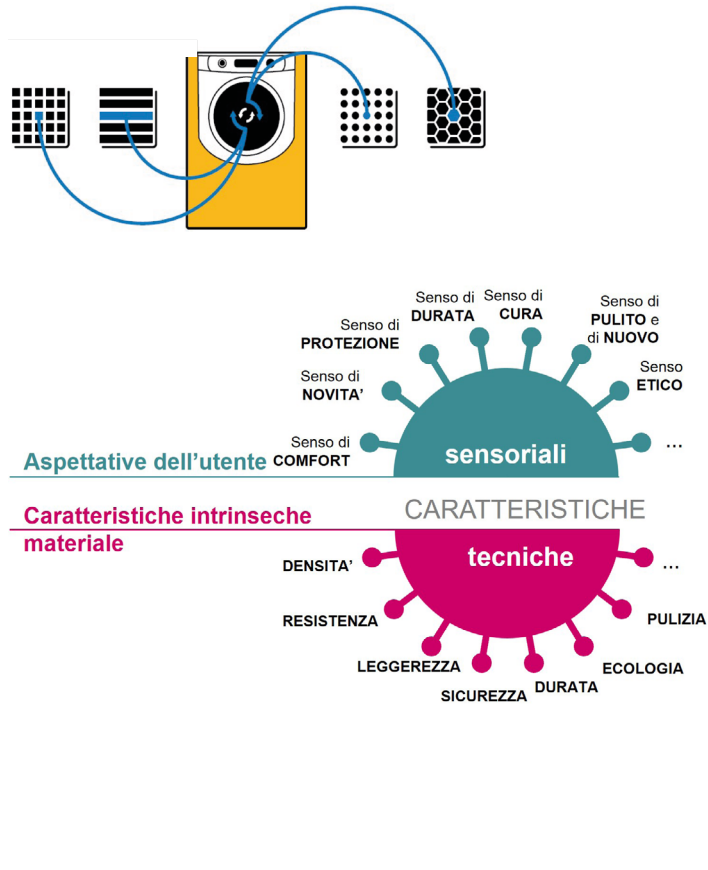 Senso di
DURATA
Senso di
CURA
Senso di
PULITO e
di NUOVO
Senso di
PROTEZIONE
Senso
ETICO
Senso di
NOVITA'
Senso di
COMFORT
...
Aspettative dell'utente
sensoriali
CARATTERISTICHE
Caratteristiche intrinseche
materiale
tecniche
DENSITA'
...
RESISTENZA
PULIZIA
LEGGEREZZA
ECOLOGIA
SICUREZZA
DURATA